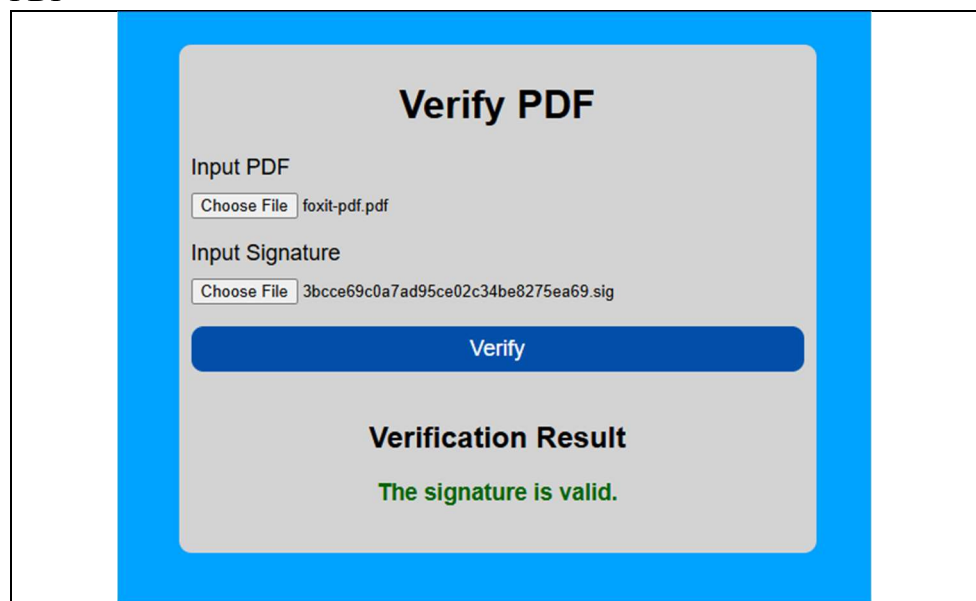 Verify PDF
Input PDF
Choose File foxit-pdf.pdf
Input Signature
Choose File 3bcce69c0a7ad95ce02c34be8275ea69.sig
Verify
Verification Result
The signature is valid.